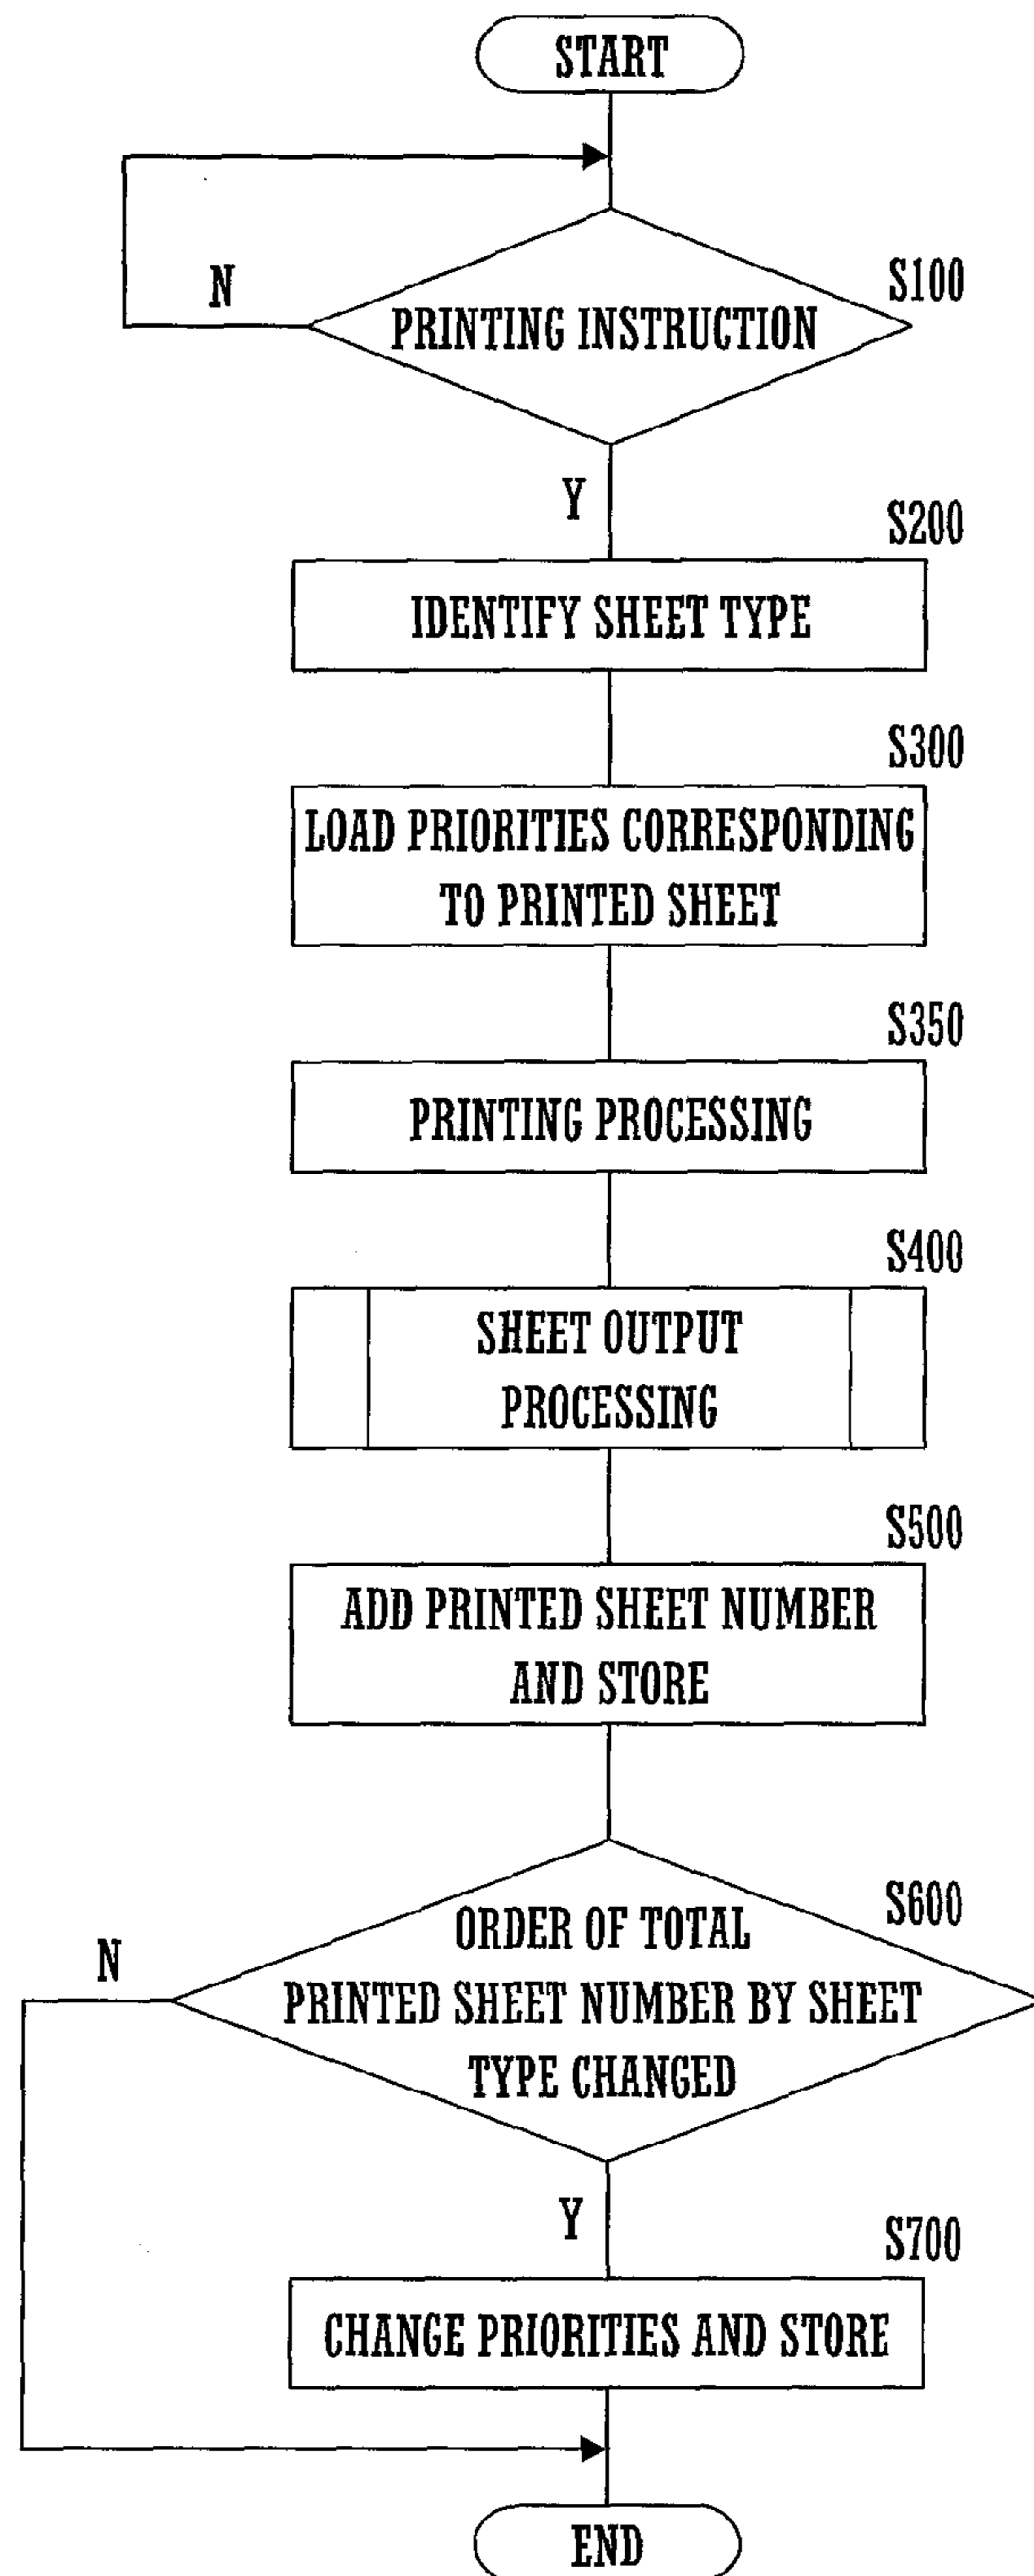 START
N
S100
PRINTING INSTRUCTION
Y
S200
IDENTIFY SHEET TYPE
S300
LOAD PRIORITIES CORRESPONDING
TO PRINTED SHEET
S350
PRINTING PROCESSING
S400
SHEET OUTPUT
PROCESSING
S500
ADD PRINTED SHEET NUMBER
AND STORE
S600
N
ORDER OF TOTAL
PRINTED SHEET NUMBER BY SHEET
TYPE CHANGED
Y
S700
CHANGE PRIORITIES AND STORE
END